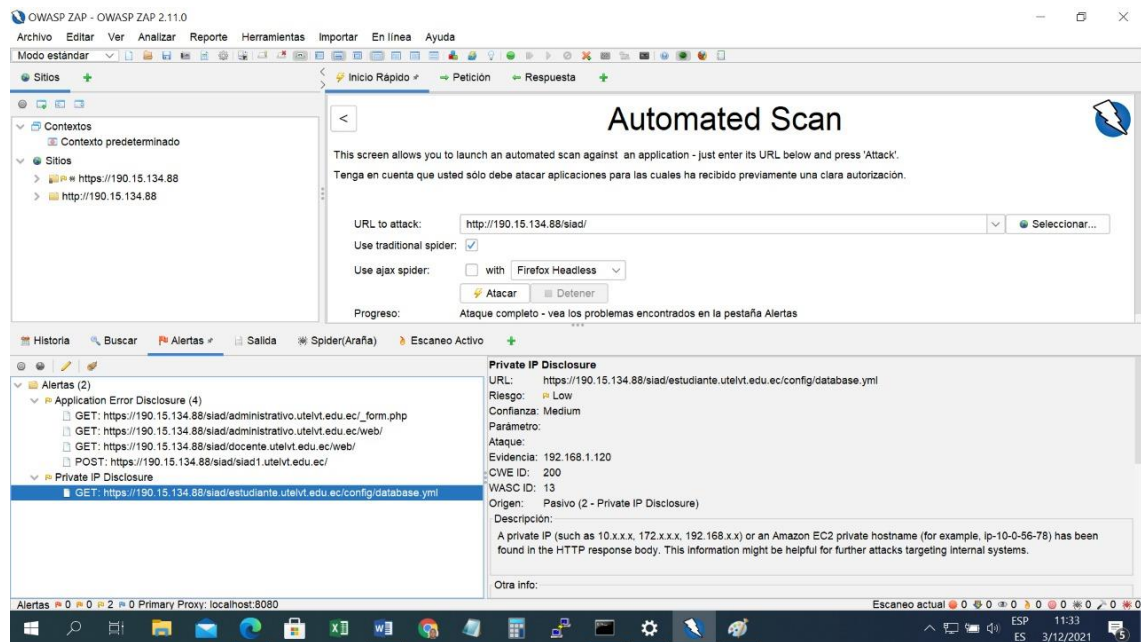 OWASP ZAP - OWASP ZAP 2.11.0
Archivo Editar Ver Analizar Reporte Herramientas Importar En línea Ayuda
Modo estándar
Sitios
Inicio Rápido Petición Respuesta
Contextos
Contexto predeterminado
Sitios
https://190.15.134.88
http://190.15.134.88
<
Automated Scan
This screen allows you to launch an automated scan against an application - just enter its URL below and press 'Attack'.
Tenga en cuenta que usted sólo debe atacar aplicaciones para las cuales ha recibido previamente una clara autorización.
URL to attack: http://190.15.134.88/siad/ Seleccionar...
Use traditional spider:
Use ajax spider: with Firefox Headless
Atacar Detener
Progreso: Ataque completo - vea los problemas encontrados en la pestaña Alertas
Historia Buscar Alertas Salida Spider(Araña) Escaneo Activo
Alertas (2)
Application Error Disclosure (4)
GET: https://190.15.134.88/siad/administrativo.utelvt.edu.ec/_form.php
GET: https://190.15.134.88/siad/administrativo.utelvt.edu.ec/web/
GET: https://190.15.134.88/siad/docente.utelvt.edu.ec/web/
POST: https://190.15.134.88/siad/siad1.utelvt.edu.ec/
Private IP Disclosure
GET: https://190.15.134.88/siad/estudiante.utelvt.edu.ec/config/database.yml
Private IP Disclosure
URL: https://190.15.134.88/siad/estudiante.utelvt.edu.ec/config/database.yml
Riesgo: Low
Confianza: Medium
Parámetro:
Ataque:
Evidencia: 192.168.1.120
CWE ID: 200
WASC ID: 13
Origen: Pasivo (2 - Private IP Disclosure)
Descripción:
A private IP (such as 10.x.x.x, 172.x.x.x, 192.168.x.x) or an Amazon EC2 private hostname (for example, ip-10-0-56-78) has been
found in the HTTP response body. This information might be helpful for further attacks targeting internal systems.
Otra info:
Alertas 0 0 2 0 Primary Proxy: localhost:8080
Escaneo actual 0 0 0 0 0 0 0 0
ESP 11:33
ES 3/12/2021